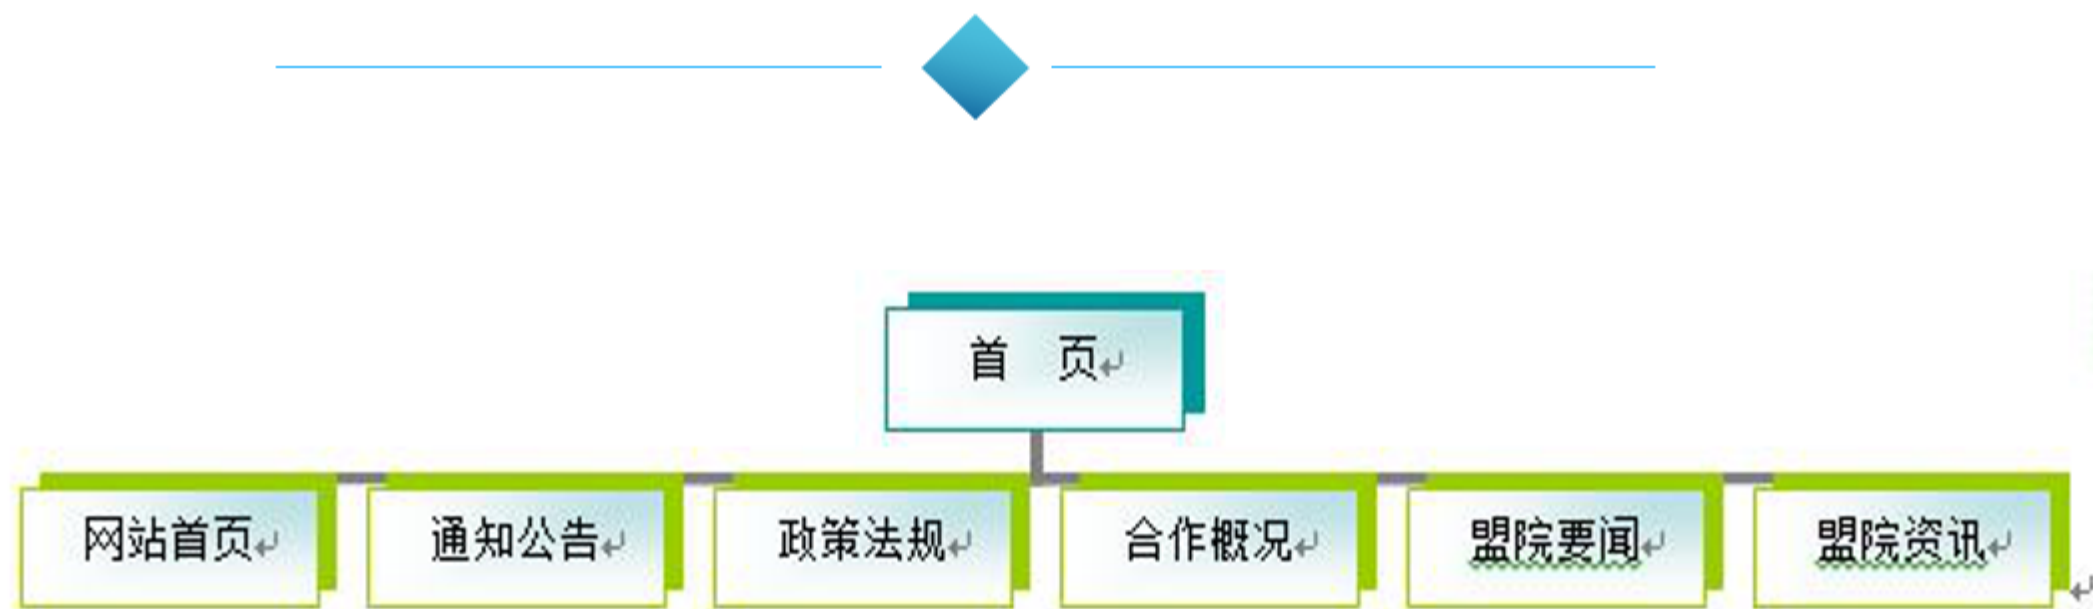 首 页
网站首页
通知公告
政策法规
合作概况
盟院要闻
盟院资讯